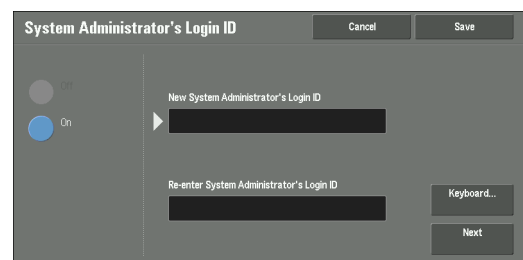 System Administrator's Login ID
Cancel
Save
Off
On
New System Administrator's Login ID
Re-enter System Administrator's Login ID
Keyboard...
Next